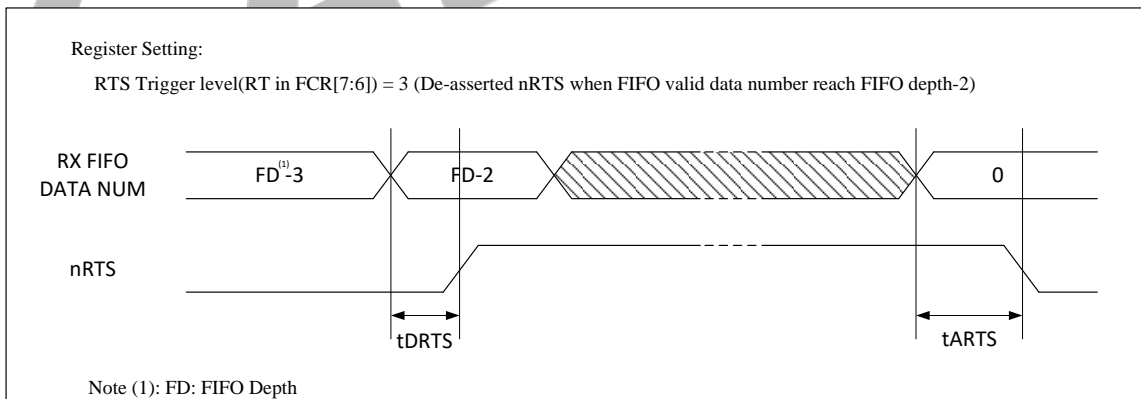 Register Setting:
RTS Trigger level(RT in FCR[7:6]) = 3 (De-asserted nRTS when FIFO valid data number reach FIFO depth-2)
RX FIFO
DATA NUM
FD(1)-3
FD-2
0
nRTS
tDRTS
tARTS
Note (1): FD: FIFO Depth